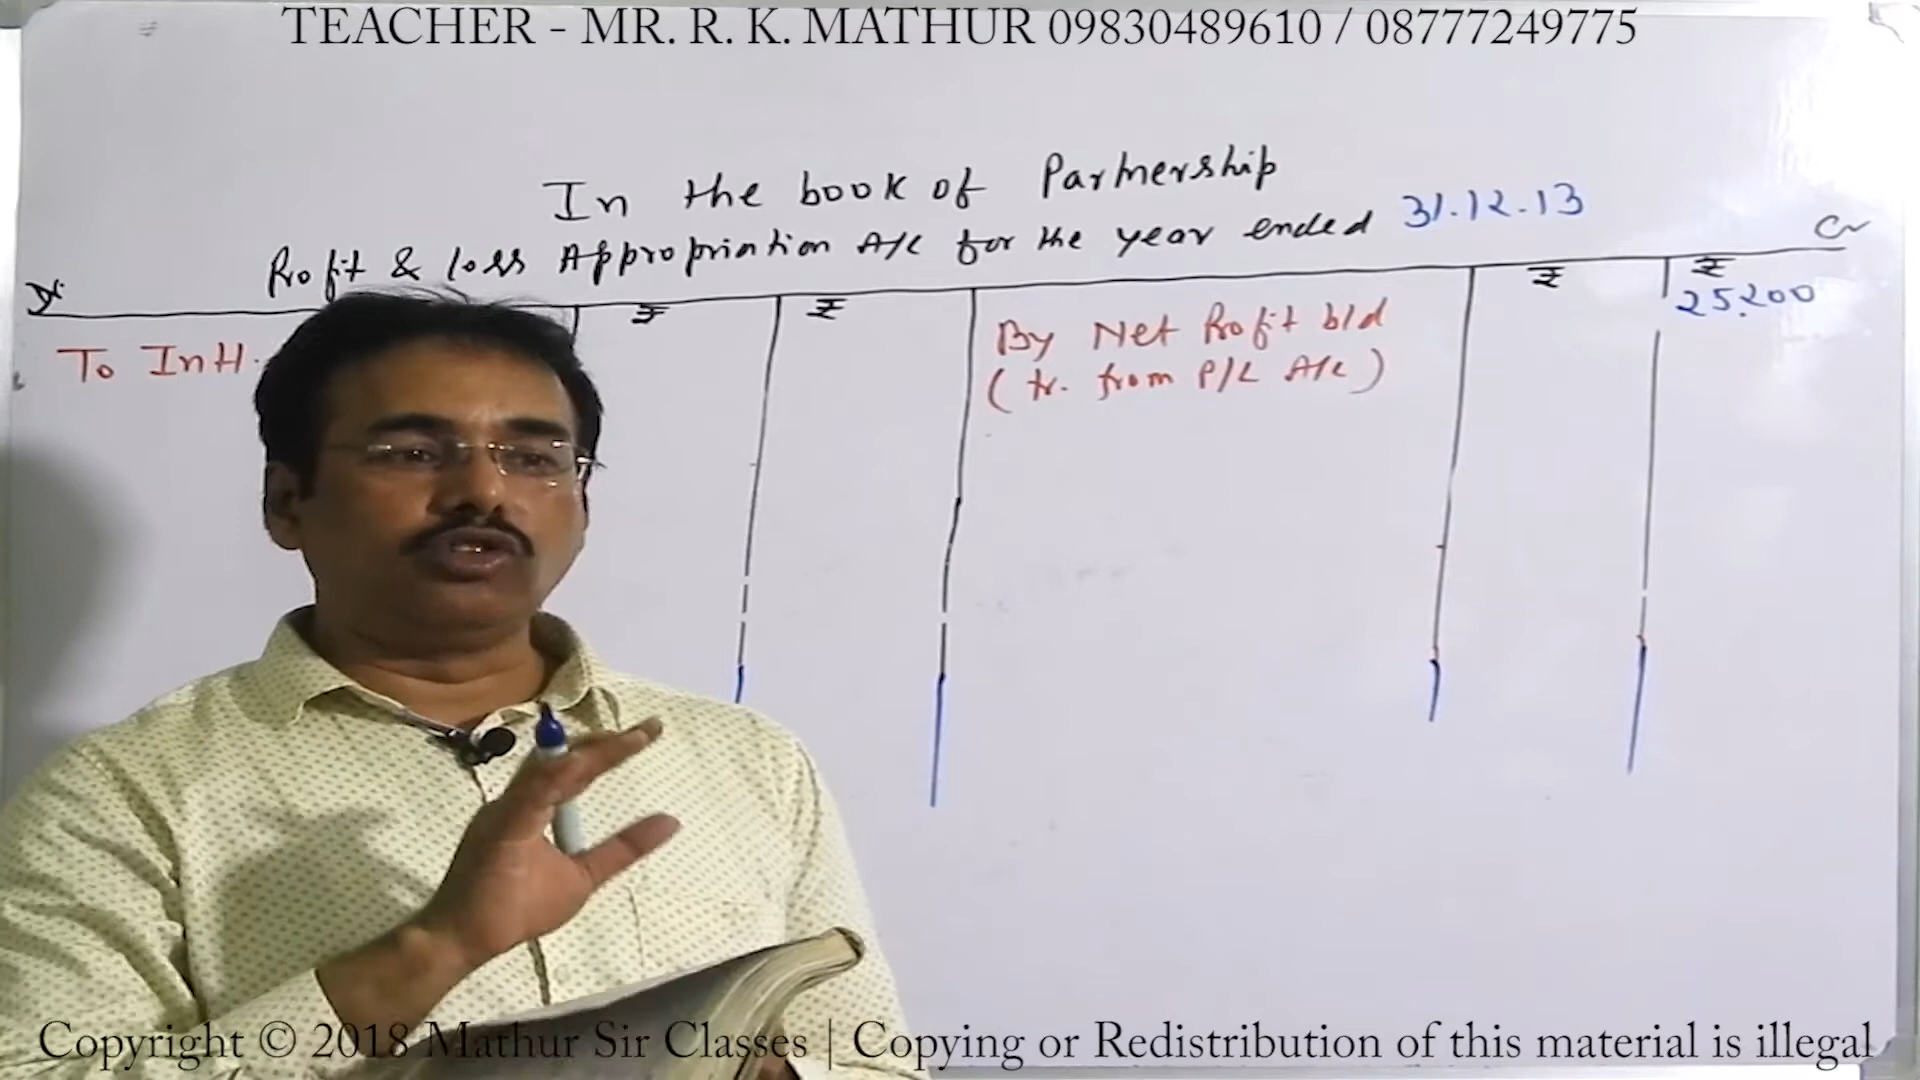 TEACHER - MR. R. K. MATHUR 09830489610 / 08777249775
In the book of Partnership
Profit & loss Appropriation A/c for the year ended 31.12.13
Dr Cr
₹ ₹ ₹ ₹
To Intt. By Net Profit b/d 25,200
(tr. from P/L A/c)
Copyright © 2018 Mathur Sir Classes | Copying or Redistribution of this material is illegal